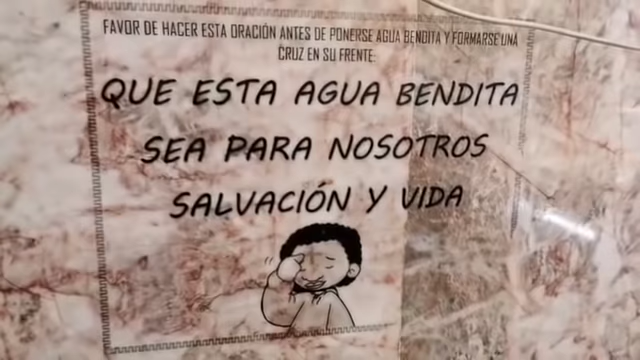 FAVOR DE HACER ESTA ORACIÓN ANTES DE PONERSE AGUA BENDITA Y FORMARSE UNA
CRUZ EN SU FRENTE:
QUE ESTA AGUA BENDITA
SEA PARA NOSOTROS
SALVACIÓN Y VIDA